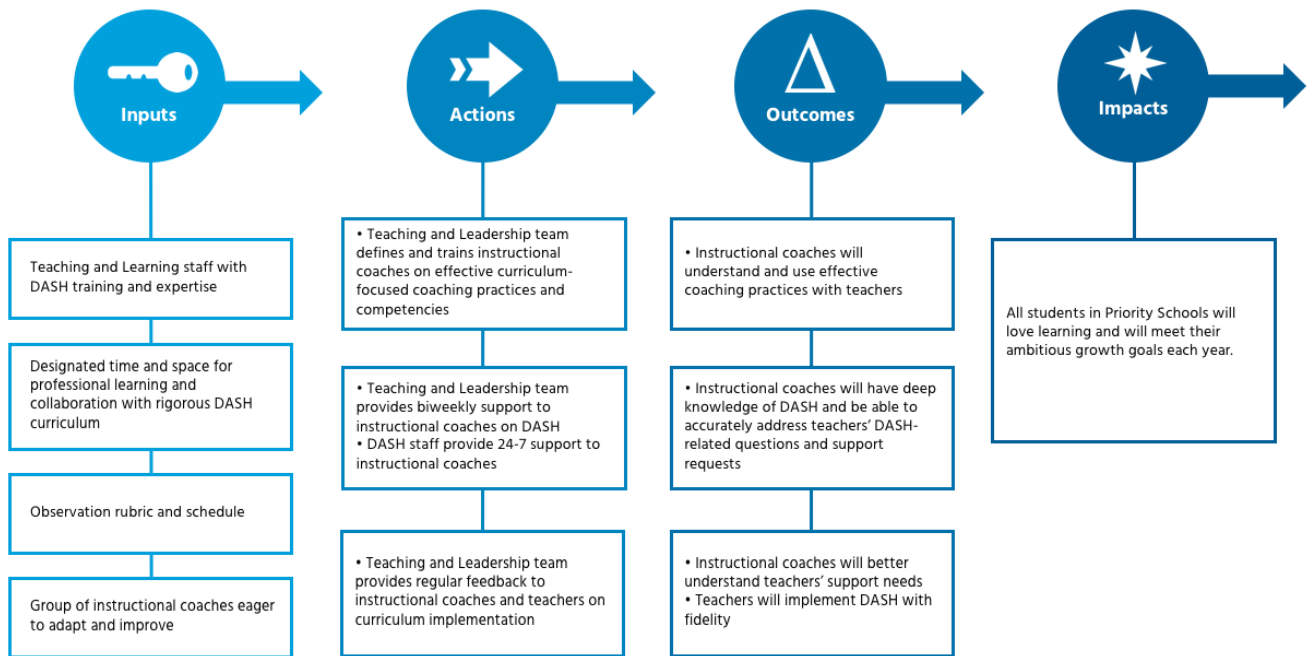 Inputs
Teaching and Learning staff with
DASH training and expertise
Designated time and space for
professional learning and
collaboration with rigorous DASH
curriculum
Observation rubric and schedule
Group of instructional coaches eager
to adapt and improve
Actions
• Teaching and Leadership team
defines and trains instructional
coaches on effective curriculum-
focused coaching practices and
competencies
• Teaching and Leadership team
provides biweekly support to
instructional coaches on DASH
• DASH staff provide 24-7 support to
instructional coaches
• Teaching and Leadership team
provides regular feedback to
instructional coaches and teachers on
curriculum implementation
Outcomes
• Instructional coaches will
understand and use effective
coaching practices with teachers
• Instructional coaches will have deep
knowledge of DASH and be able to
accurately address teachers’ DASH-
related questions and support
requests
• Instructional coaches will better
understand teachers’ support needs
• Teachers will implement DASH with
fidelity
Impacts
All students in Priority Schools will
love learning and will meet their
ambitious growth goals each year.